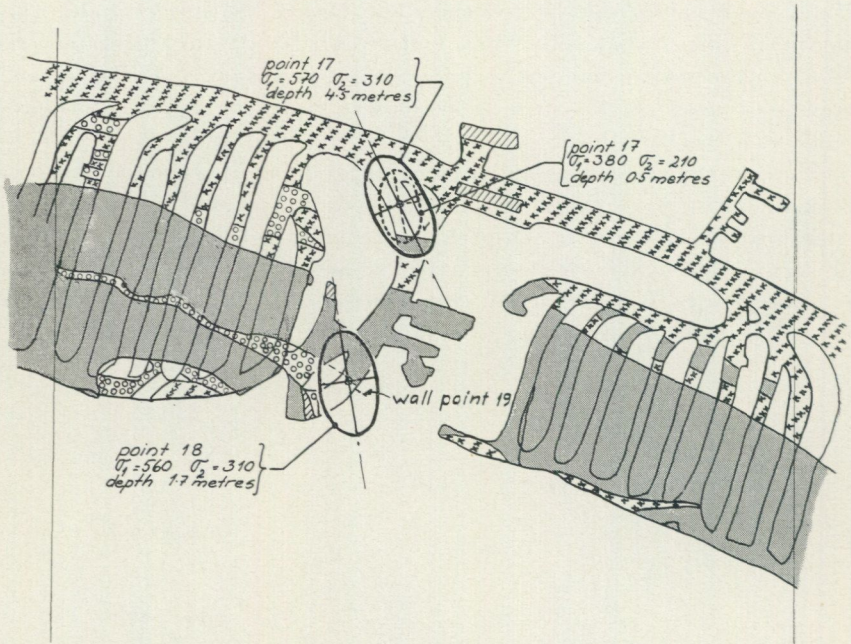 point 17
σ₁=570 σ₂=310
depth 4·5 metres
point 17
σ₁=380 σ₂=210
depth 0·5 metres
wall point 19
point 18
σ₁=560 σ₂=310
depth 1·7 metres